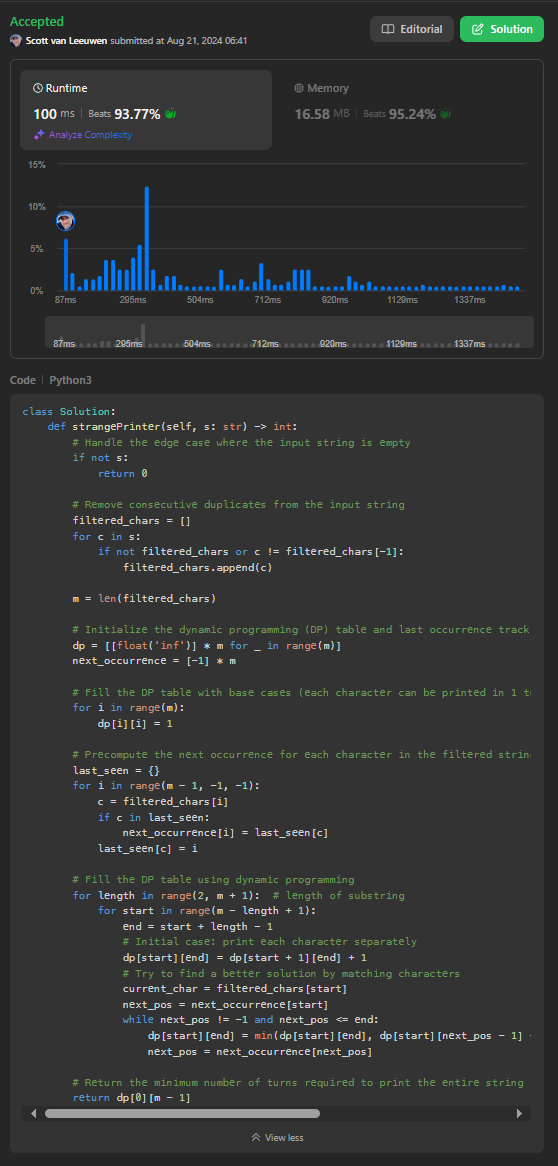 Accepted
Scott van Leeuwen submitted at Aug 21, 2024 06:41
Editorial
Solution
Runtime
100 ms | Beats 93.77%
Analyze Complexity
Memory
16.58 MB | Beats 95.24%
15%
10%
5%
0%
87ms 295ms 504ms 712ms 920ms 1129ms 1337ms
87ms 295ms 504ms 712ms 920ms 1129ms 1337ms
Code | Python3
class Solution:
    def strangePrinter(self, s: str) -> int:
        # Handle the edge case where the input string is empty
        if not s:
            return 0

        # Remove consecutive duplicates from the input string
        filtered_chars = []
        for c in s:
            if not filtered_chars or c != filtered_chars[-1]:
                filtered_chars.append(c)

        m = len(filtered_chars)

        # Initialize the dynamic programming (DP) table and last occurrence track
        dp = [[float('inf')] * m for _ in range(m)]
        next_occurrence = [-1] * m

        # Fill the DP table with base cases (each character can be printed in 1 t
        for i in range(m):
            dp[i][i] = 1

        # Precompute the next occurrence for each character in the filtered strin
        last_seen = {}
        for i in range(m - 1, -1, -1):
            c = filtered_chars[i]
            if c in last_seen:
                next_occurrence[i] = last_seen[c]
            last_seen[c] = i

        # Fill the DP table using dynamic programming
        for length in range(2, m + 1):  # length of substring
            for start in range(m - length + 1):
                end = start + length - 1
                # Initial case: print each character separately
                dp[start][end] = dp[start + 1][end] + 1
                # Try to find a better solution by matching characters
                current_char = filtered_chars[start]
                next_pos = next_occurrence[start]
                while next_pos != -1 and next_pos <= end:
                    dp[start][end] = min(dp[start][end], dp[start][next_pos - 1]
                    next_pos = next_occurrence[next_pos]

        # Return the minimum number of turns required to print the entire string
        return dp[0][m - 1]
View less